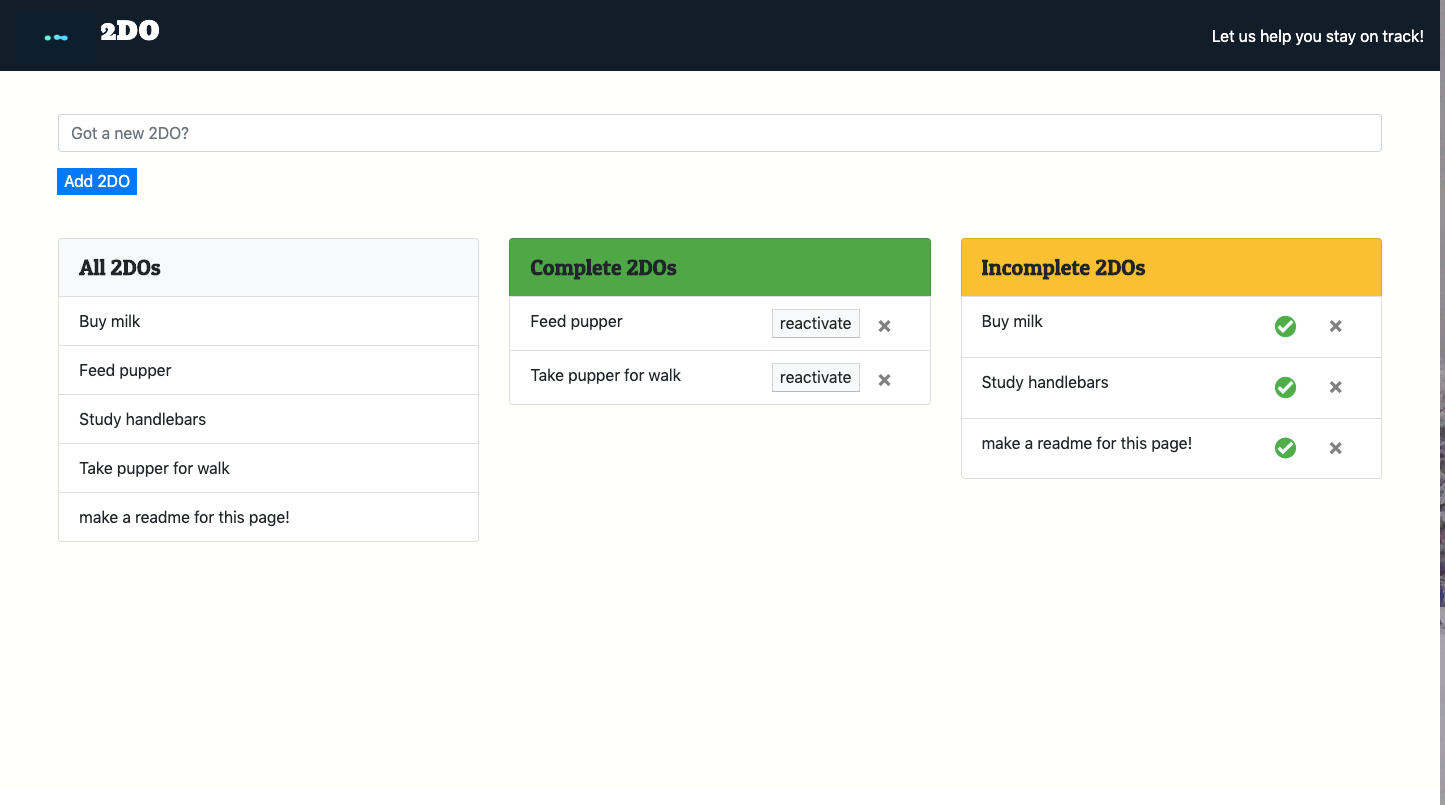 2DO
Let us help you stay on track!
Got a new 2DO?
Add 2DO
All 2DOs
Buy milk
Feed pupper
Study handlebars
Take pupper for walk
make a readme for this page!
Complete 2DOs
Feed pupper reactivate
Take pupper for walk reactivate
Incomplete 2DOs
Buy milk
Study handlebars
make a readme for this page!